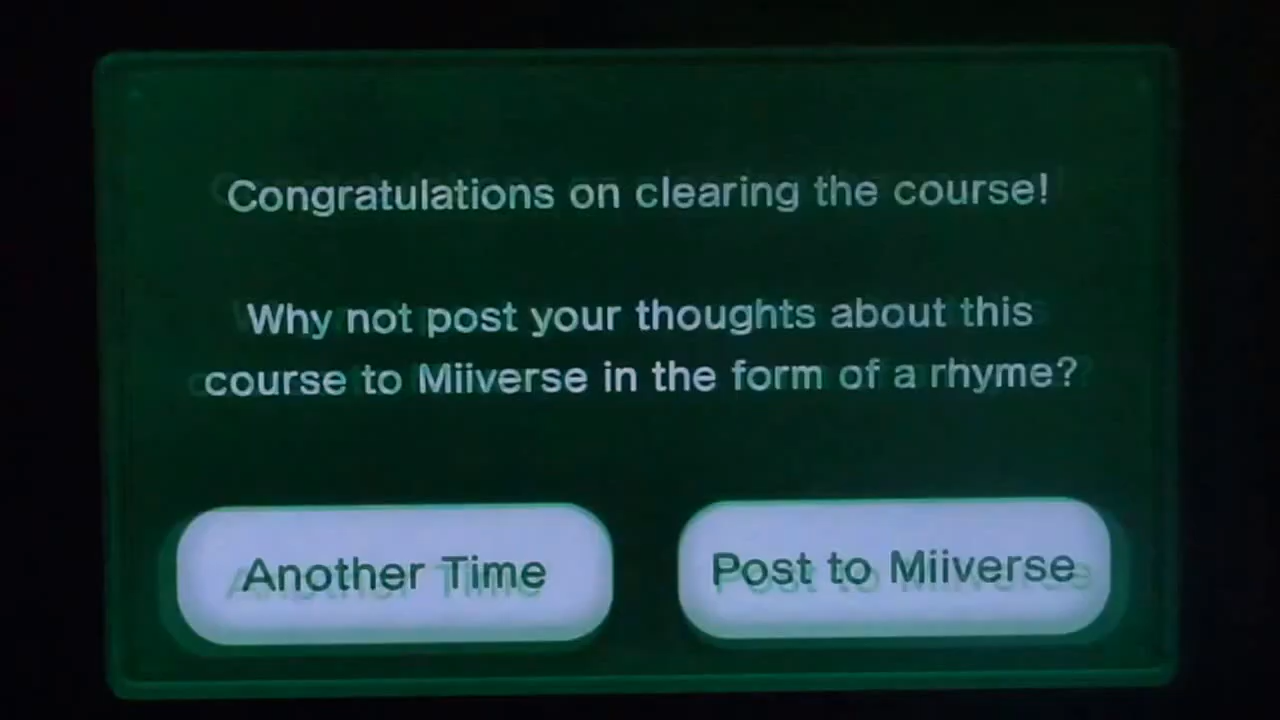 Congratulations on clearing the course!
Why not post your thoughts about this
course to Miiverse in the form of a rhyme?
Another Time
Post to Miiverse